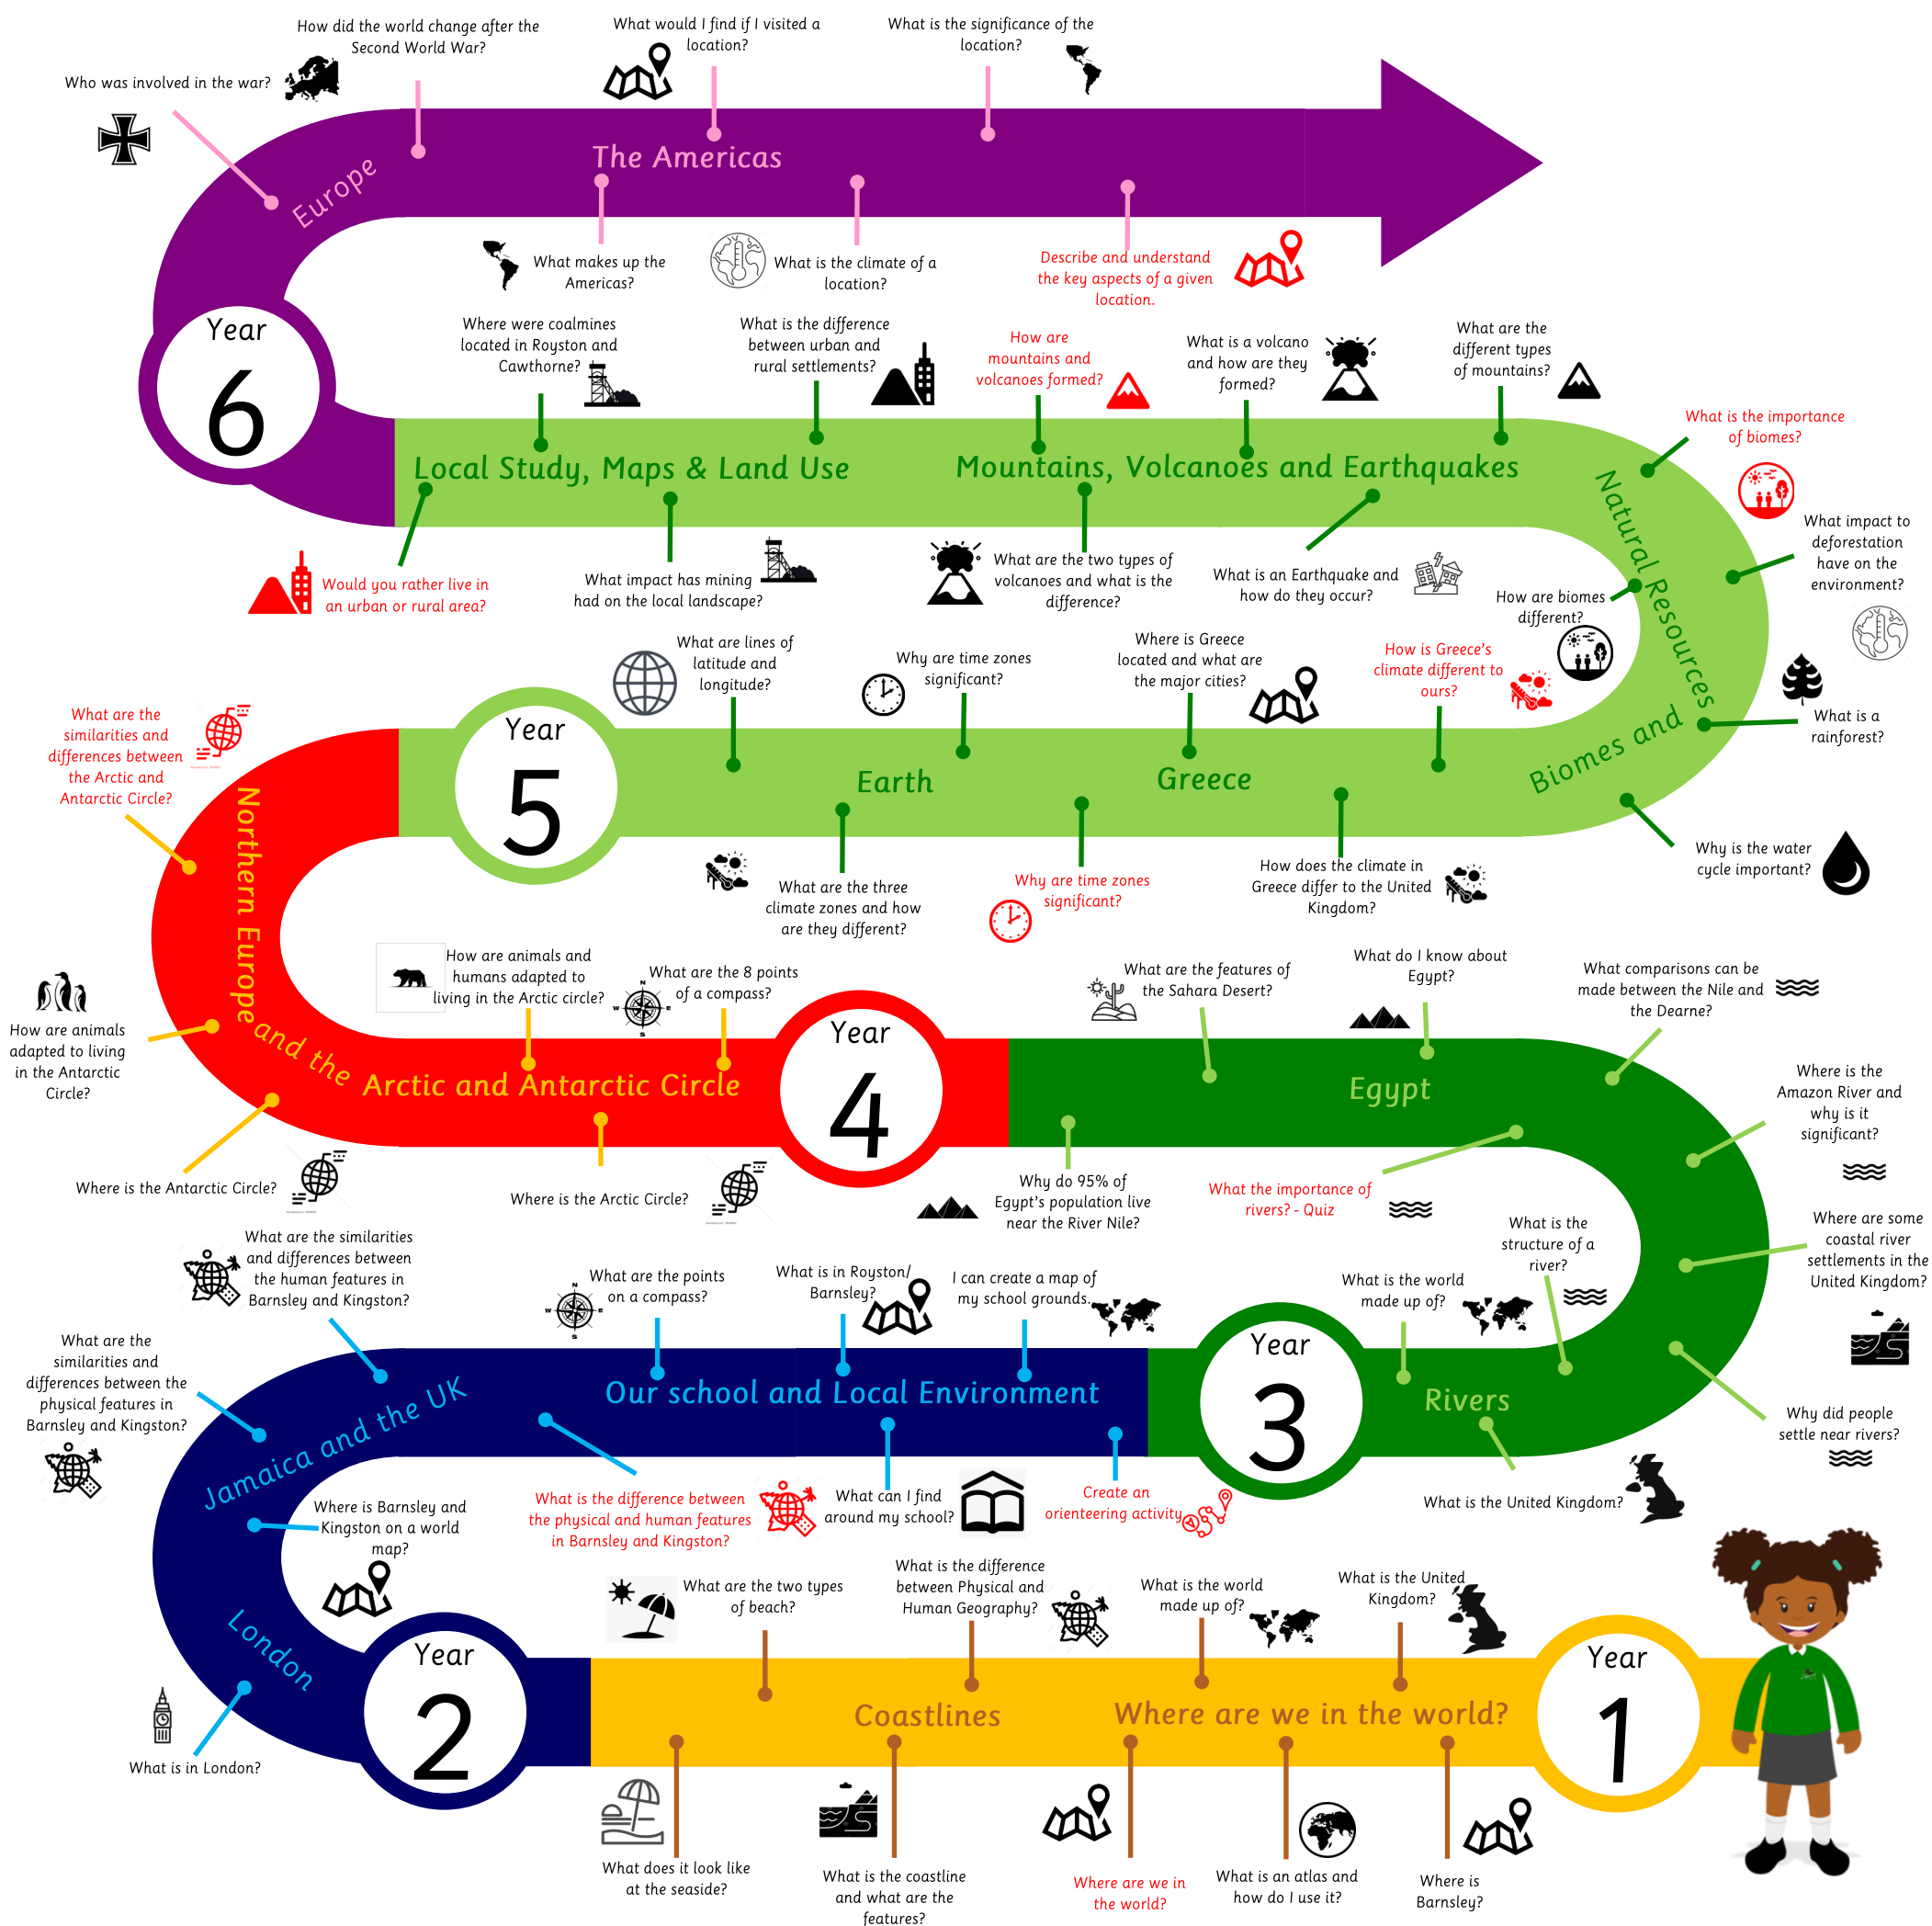 How did the world change after the
Second World War?
What would I find if I visited a
location?
What is the significance of the
location?
Who was involved in the war?
Europe
The Americas
What makes up the
Americas?
What is the climate of a
location?
Describe and understand
the key aspects of a given
location.
Year
6
Where were coalmines
located in Royston and
Cawthorne?
What is the difference
between urban and
rural settlements?
How are
mountains and
volcanoes formed?
What is a volcano
and how are they
formed?
What are the
different types
of mountains?
What is the importance
of biomes?
Local Study, Maps & Land Use
Mountains, Volcanoes and Earthquakes
Natural Resources
Biomes and
What impact to
deforestation
have on the
environment?
Would you rather live in
an urban or rural area?
What impact has mining
had on the local landscape?
What are the two types of
volcanoes and what is the
difference?
What is an Earthquake and
how do they occur?
How are biomes
different?
What are lines of
latitude and
longitude?
Why are time zones
significant?
Where is Greece
located and what are
the major cities?
How is Greece's
climate different to
ours?
What is a
rainforest?
What are the
similarities and
differences between
the Arctic and
Antarctic Circle?
Year
5
Earth
Greece
Why is the water
cycle important?
What are the three
climate zones and how
are they different?
Why are time zones
significant?
How does the climate in
Greece differ to the United
Kingdom?
Northern Europe
and the
Arctic and Antarctic Circle
How are animals and
humans adapted to
living in the Arctic circle?
What are the 8 points
of a compass?
N
W
E
S
What are the features of
the Sahara Desert?
What do I know about
Egypt?
What comparisons can be
made between the Nile and
the Dearne?
How are animals
adapted to living
in the Antarctic
Circle?
Year
4
Egypt
Where is the
Amazon River and
why is it
significant?
Where is the Antarctic Circle?
Where is the Arctic Circle?
Why do 95% of
Egypt's population live
near the River Nile?
What the importance of
rivers? - Quiz
What is the
structure of a
river?
Where are some
coastal river
settlements in the
United Kingdom?
What are the similarities
and differences between
the human features in
Barnsley and Kingston?
What are the points
on a compass?
N
W
E
S
What is in Royston/
Barnsley?
I can create a map of
my school grounds.
What is the world
made up of?
What are the
similarities and
differences between the
physical features in
Barnsley and Kingston?
Jamaica and the UK
Our school and Local Environment
Year
3
Rivers
Why did people
settle near rivers?
Where is Barnsley and
Kingston on a world
map?
What is the difference between
the physical and human features
in Barnsley and Kingston?
What can I find
around my school?
Create an
orienteering activity
What is the United Kingdom?
London
What are the two types
of beach?
What is the difference
between Physical and
Human Geography?
What is the world
made up of?
What is the United
Kingdom?
Year
2
Coastlines
Where are we in the world?
Year
1
What is in London?
What does it look like
at the seaside?
What is the coastline
and what are the
features?
Where are we in
the world?
What is an atlas and
how do I use it?
Where is
Barnsley?